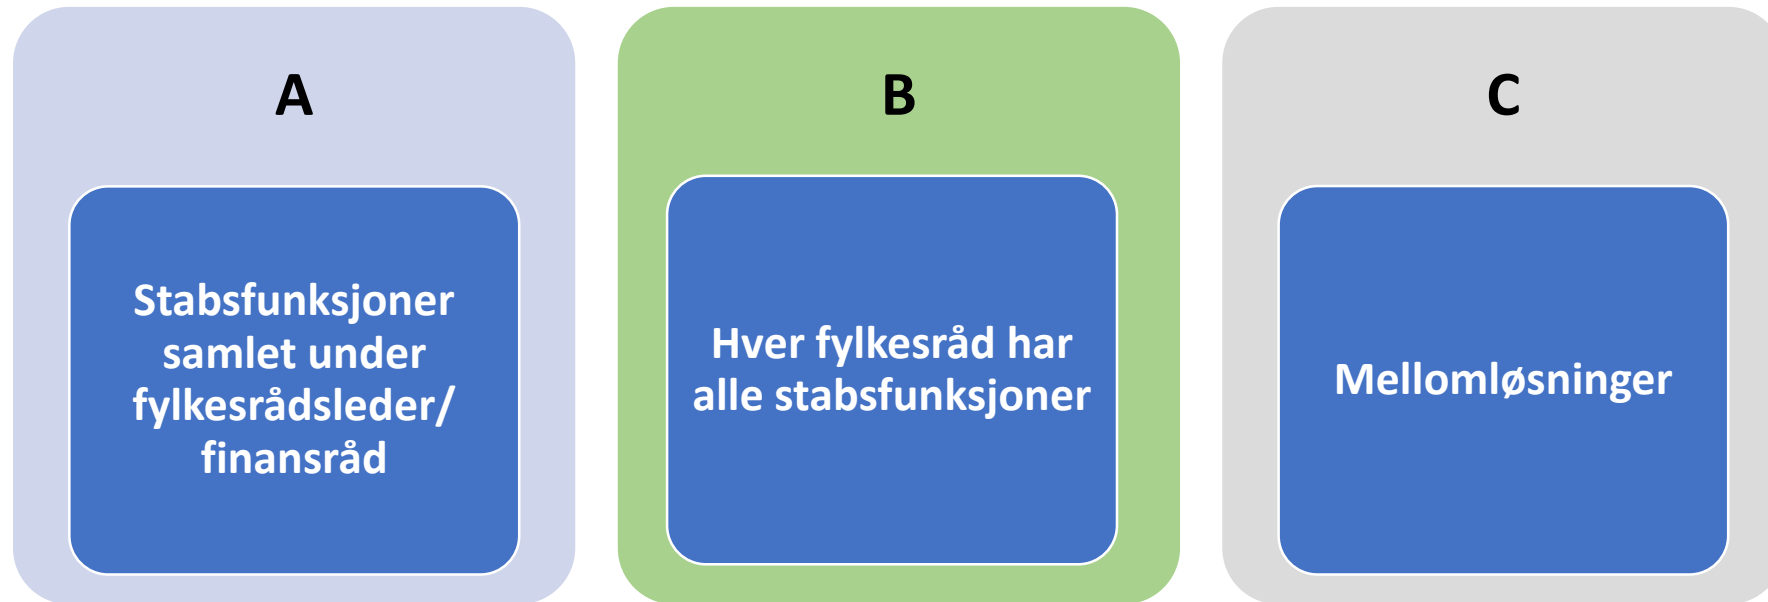 A
Stabsfunksjoner
samlet under
fylkesrådsleder/
finansråd
B
Hver fylkesråd har
alle stabsfunksjoner
C
Mellomløsninger